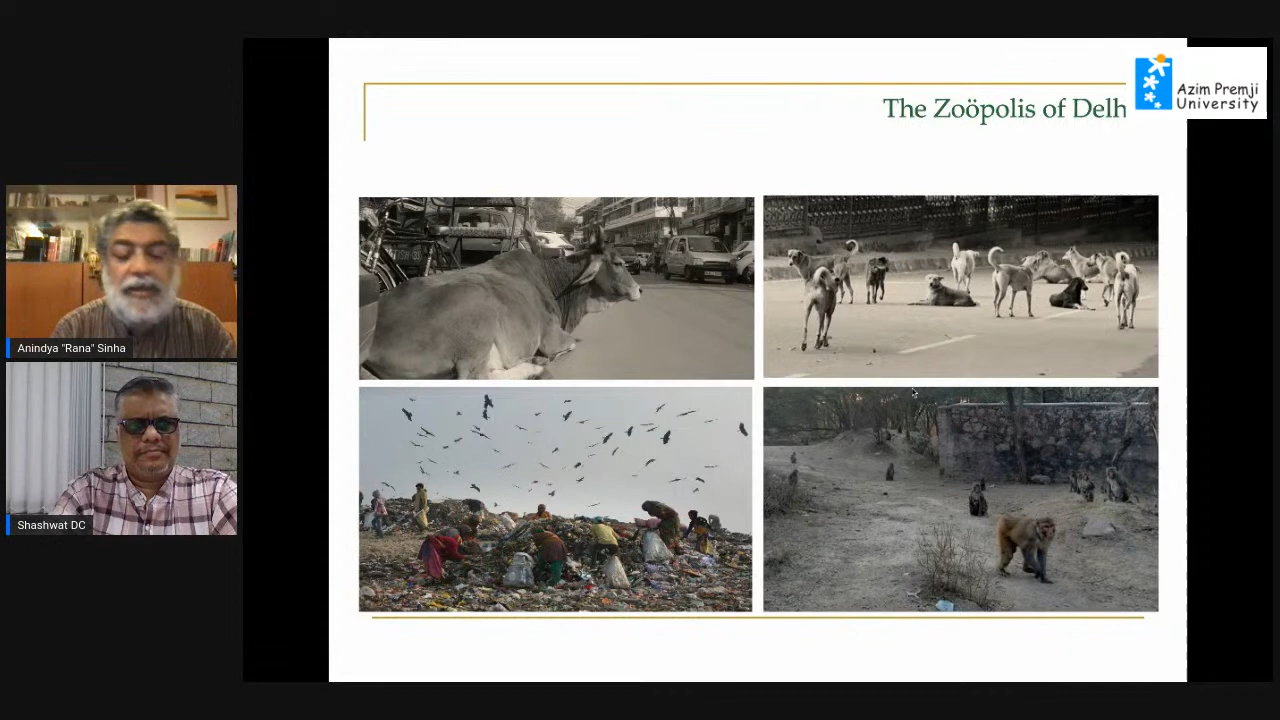 The Zoöpolis of Delh
Azim Premji
University
Anindya "Rana" Sinha
Shashwat DC